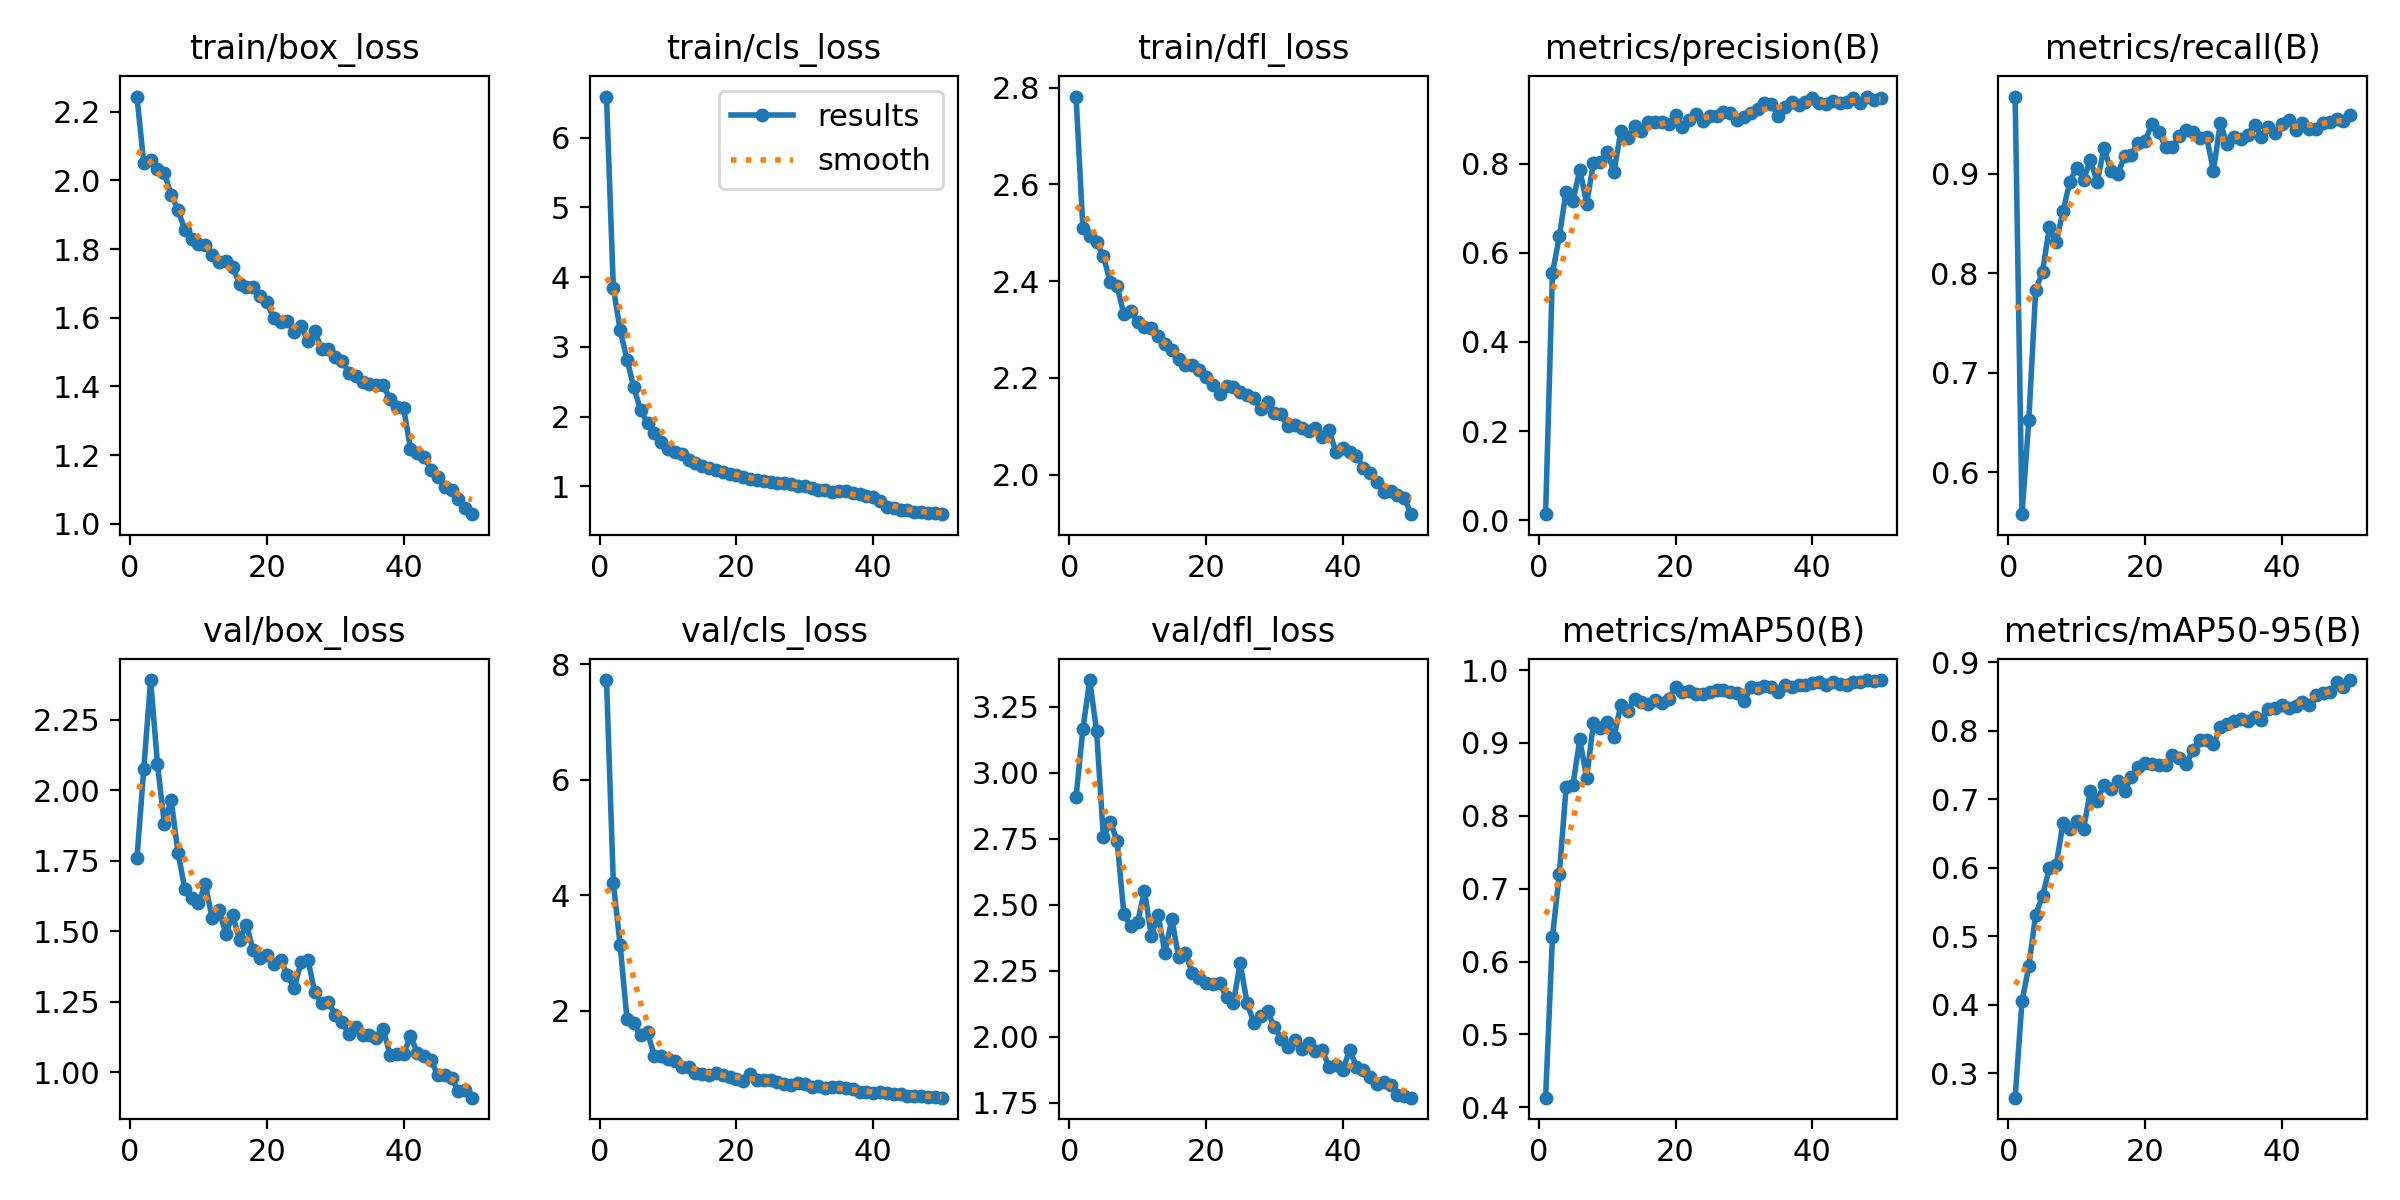 train/box_loss
2.2
2.0
1.8
1.6
1.4
1.2
1.0
0 20 40
train/cls_loss
results
smooth
6
5
4
3
2
1
0 20 40
train/dfl_loss
2.8
2.6
2.4
2.2
2.0
0 20 40
metrics/precision(B)
0.8
0.6
0.4
0.2
0.0
0 20 40
metrics/recall(B)
0.9
0.8
0.7
0.6
0 20 40
val/box_loss
2.25
2.00
1.75
1.50
1.25
1.00
0 20 40
val/cls_loss
8
6
4
2
0 20 40
val/dfl_loss
3.25
3.00
2.75
2.50
2.25
2.00
1.75
0 20 40
metrics/mAP50(B)
1.0
0.9
0.8
0.7
0.6
0.5
0.4
0 20 40
metrics/mAP50-95(B)
0.9
0.8
0.7
0.6
0.5
0.4
0.3
0 20 40